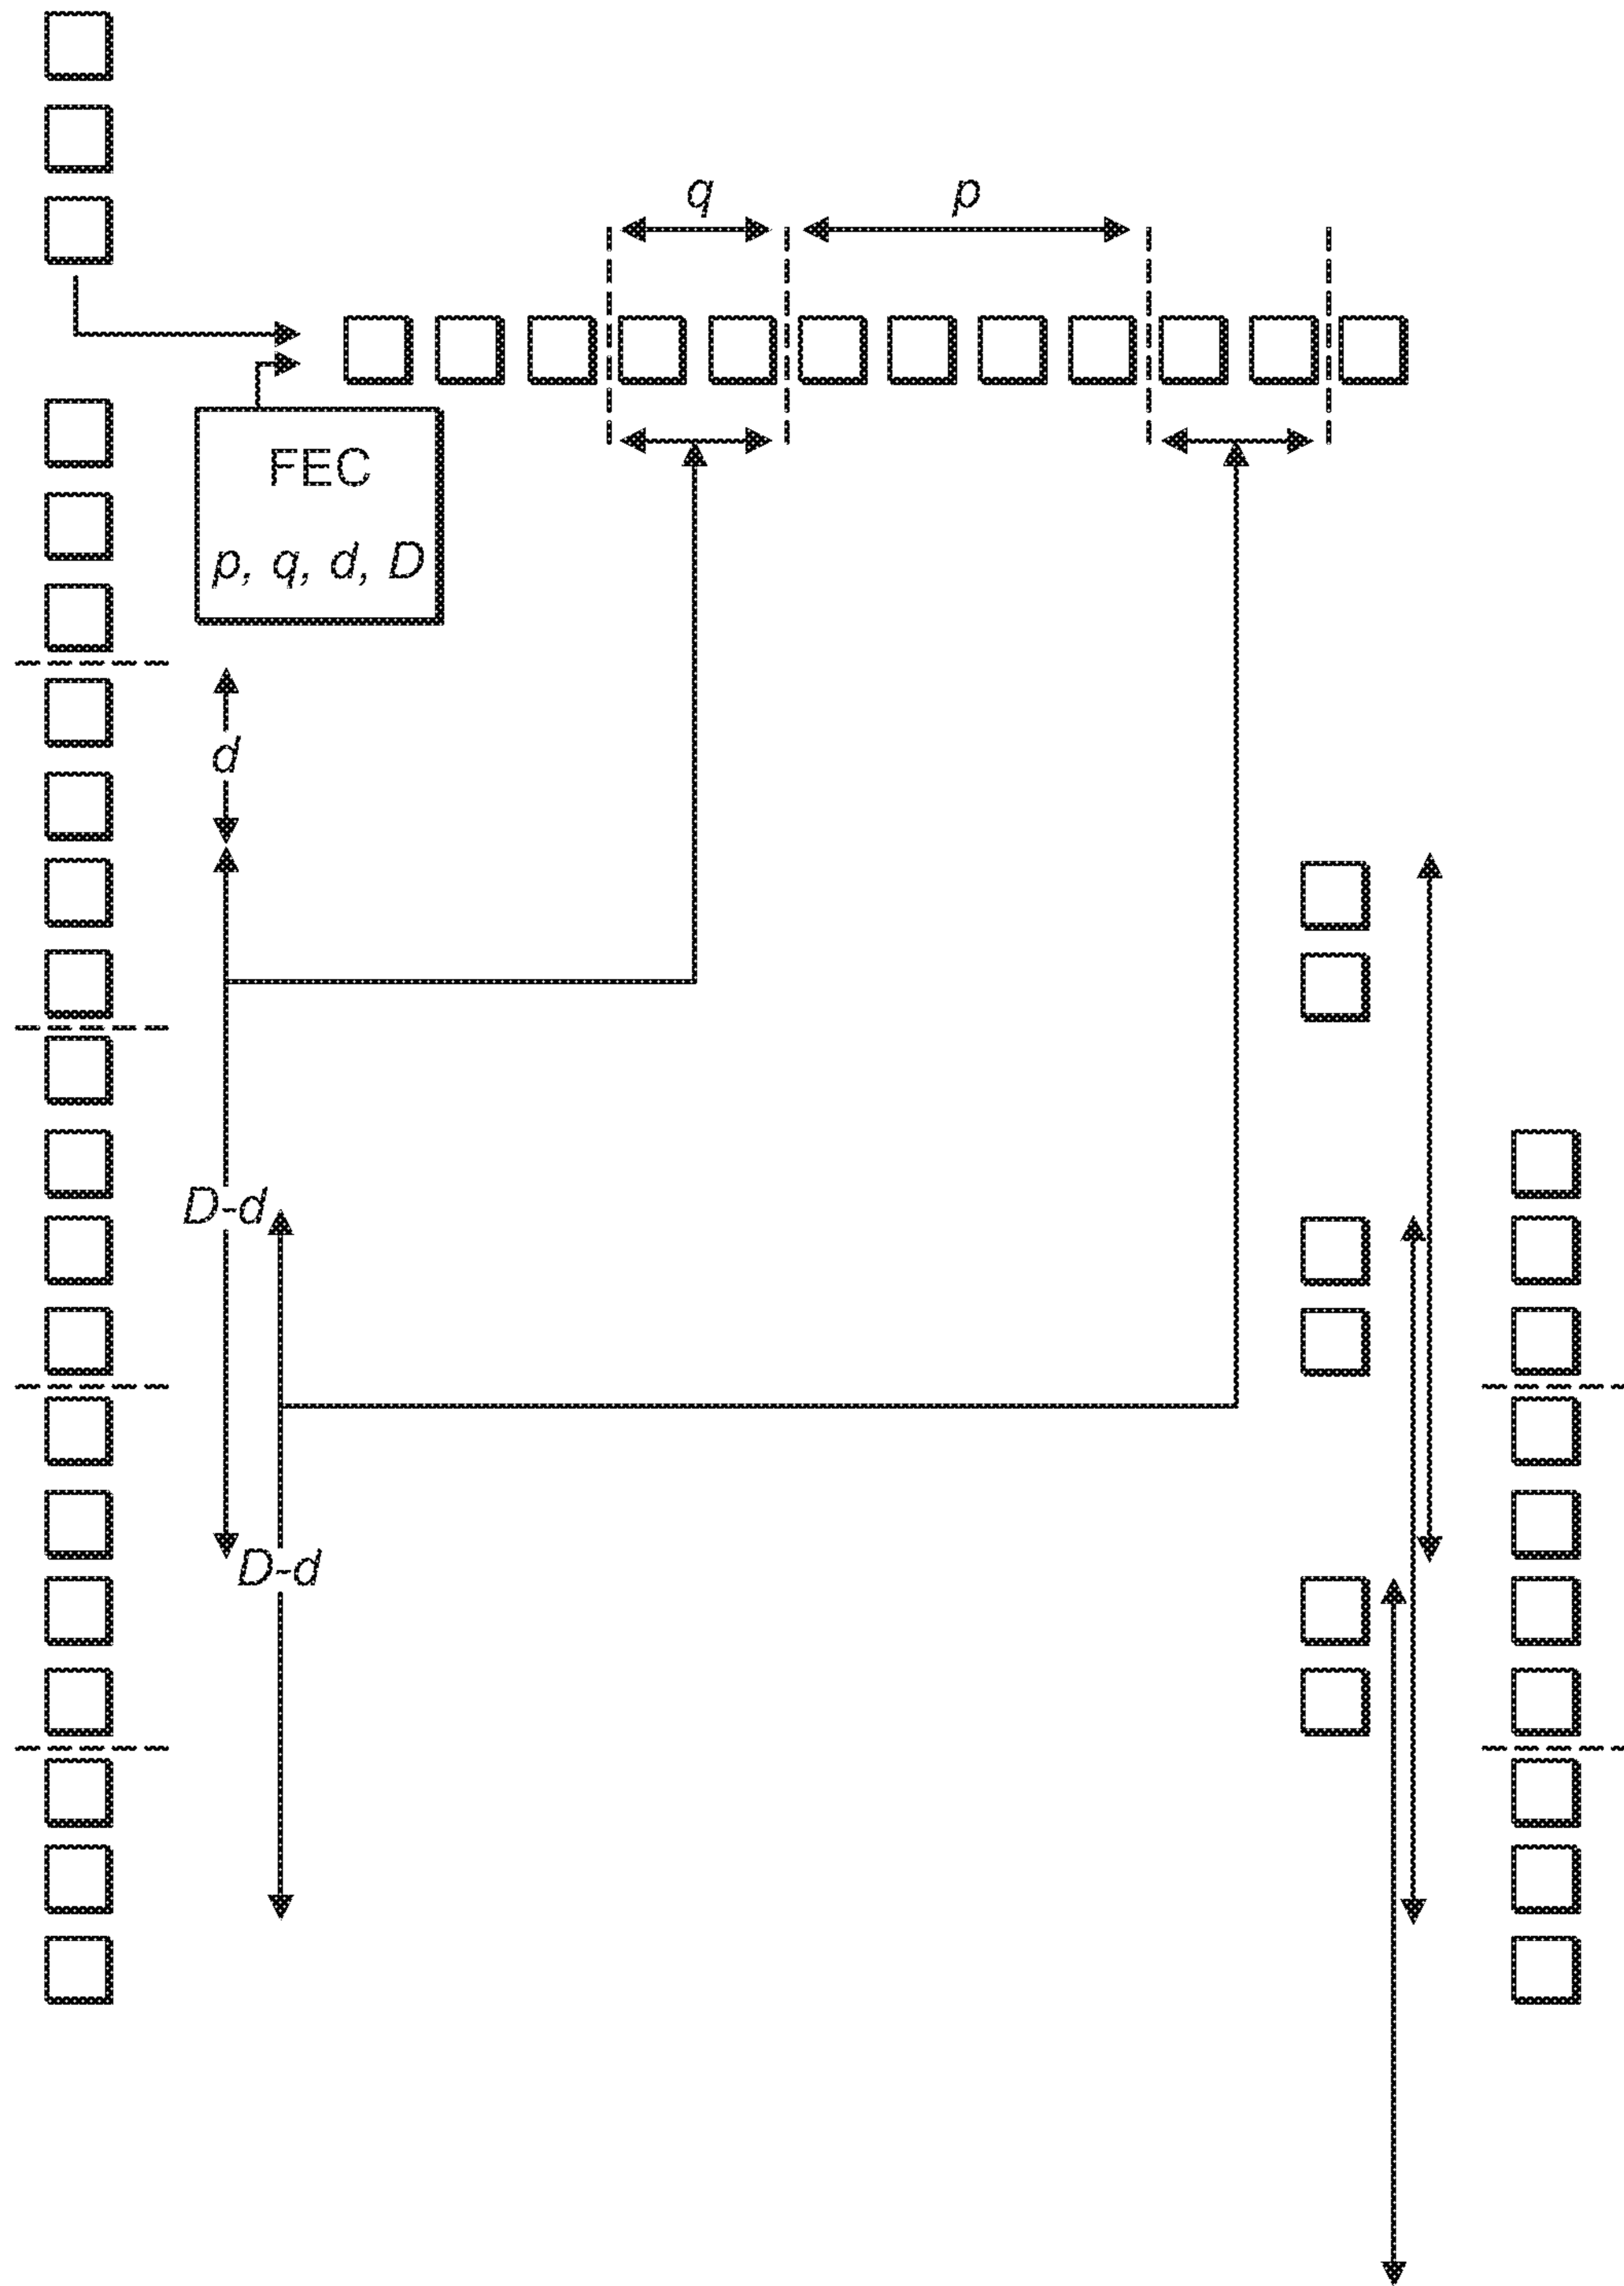 q
p
FEC
p, q, d, D
d
D-d
D-d